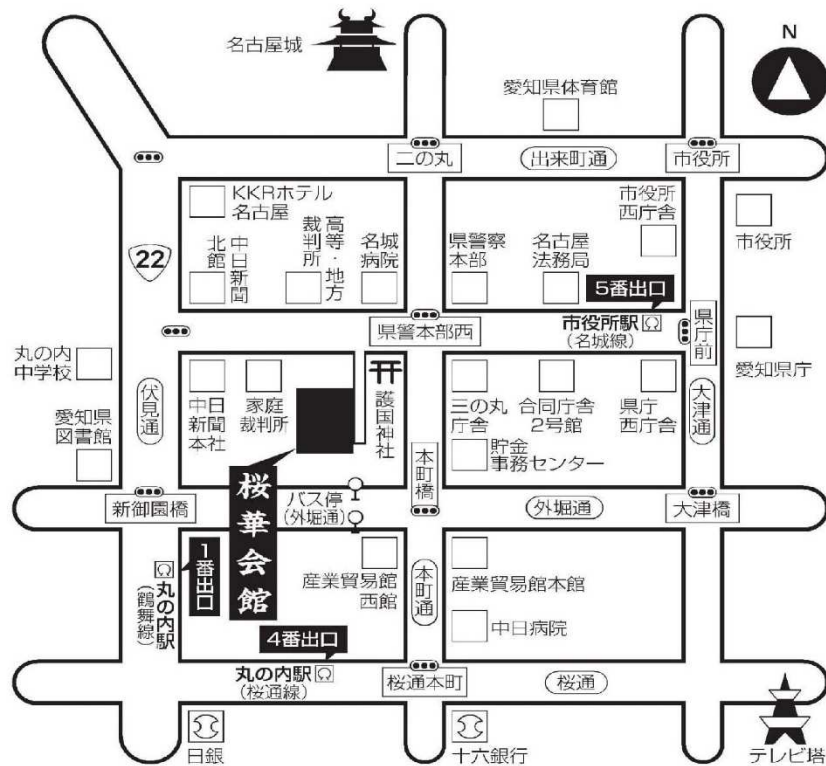 名古屋城
N
愛知県体育館
二の丸
出来町通
市役所
KKRホテル
名古屋
市役所
西庁舎
市役所
22
中日新聞
北館
高等・地方
裁判所
名城
病院
県警察
本部
名古屋
法務局
5番出口
市役所駅
(名城線)
県警本部西
県庁前
愛知県庁
丸の内
中学校
伏見通
愛知県
図書館
中日
新聞
本社
家庭
裁判所
護国神社
三の丸
庁舎
合同庁舎
2号館
県庁
西庁舎
大津通
貯金
事務センター
本町橋
新御園橋
桜華会館
バス停
(外堀通)
外堀通
大津橋
1番出口
丸の内駅
(鶴舞線)
産業貿易館
西館
本町通
産業貿易館本館
中日病院
4番出口
丸の内駅
(桜通線)
桜通本町
桜通
日銀
十六銀行
テレビ塔